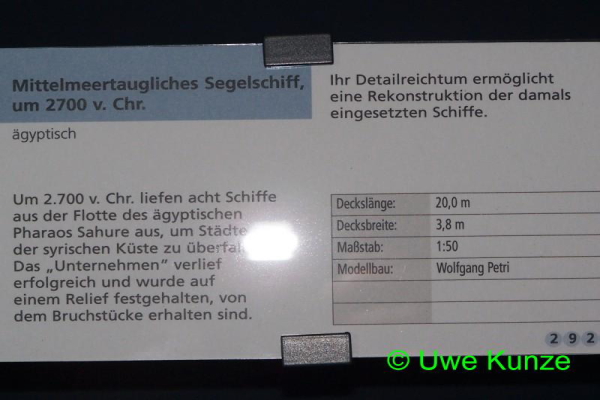 Mittelmeertaugliches Segelschiff,
um 2700 v. Chr.
ägyptisch
Um 2.700 v. Chr. liefen acht Schiffe
aus der Flotte des ägyptischen
Pharaos Sahure aus, um Städte
der syrischen Küste zu
Das „Unternehmen" verlief
erfolgreich und wurde auf
einem Relief festgehalten, von
dem Bruchstücke erhalten sind.
Ihr Detailreichtum ermöglicht
eine Rekonstruktion der damals
eingesetzten Schiffe.
Deckslänge: 20,0 m
Decksbreite: 3,8 m
Maßstab: 1:50
Modellbau: Wolfgang Petri
292
© Uwe Kunze